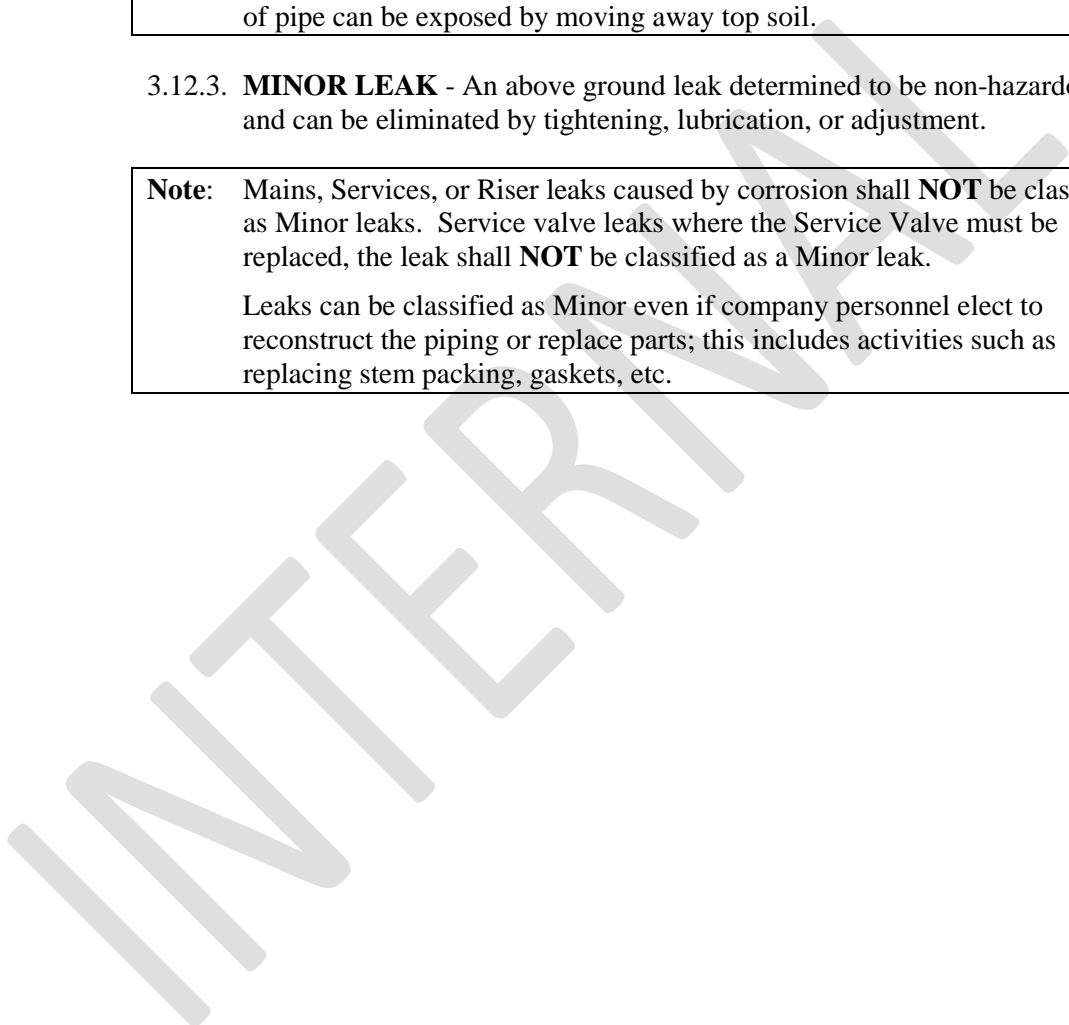 of pipe can be exposed by moving away top soil.
3.12.3. MINOR LEAK - An above ground leak determined to be non-hazardo
and can be eliminated by tightening, lubrication, or adjustment.
Note: Mains, Services, or Riser leaks caused by corrosion shall NOT be clas
as Minor leaks. Service valve leaks where the Service Valve must be
replaced, the leak shall NOT be classified as a Minor leak.
Leaks can be classified as Minor even if company personnel elect to
reconstruct the piping or replace parts; this includes activities such as
replacing stem packing, gaskets, etc.
INTERNAL